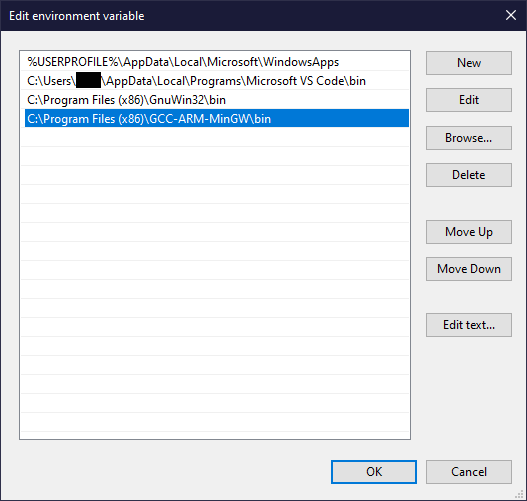 Edit environment variable
%USERPROFILE%\AppData\Local\Microsoft\WindowsApps
C:\Users\ \AppData\Local\Programs\Microsoft VS Code\bin
C:\Program Files (x86)\GnuWin32\bin
C:\Program Files (x86)\GCC-ARM-MinGW\bin
New
Edit
Browse...
Delete
Move Up
Move Down
Edit text...
OK
Cancel